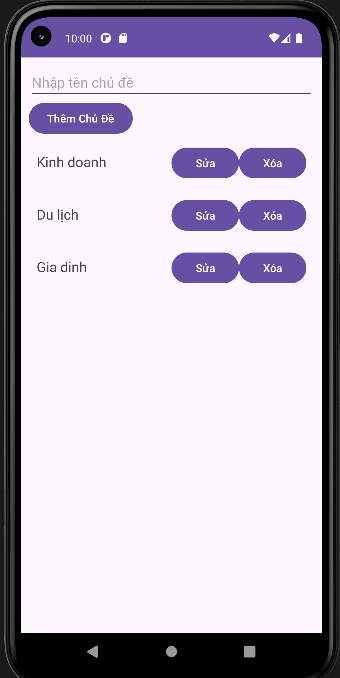 10:00
Nhập tên chủ đề
Thêm Chủ Đề
Kinh doanh Sửa Xóa
Du lịch Sửa Xóa
Gia dinh Sửa Xóa